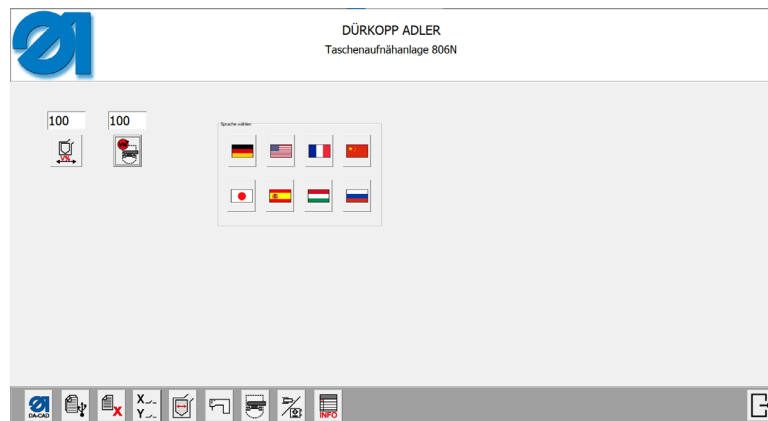 DÜRKOPP ADLER
Taschenaufnähanlage 806N
100
100
Sprache wählen
V%
V%
DA-CAD
X
X
Y
INFO